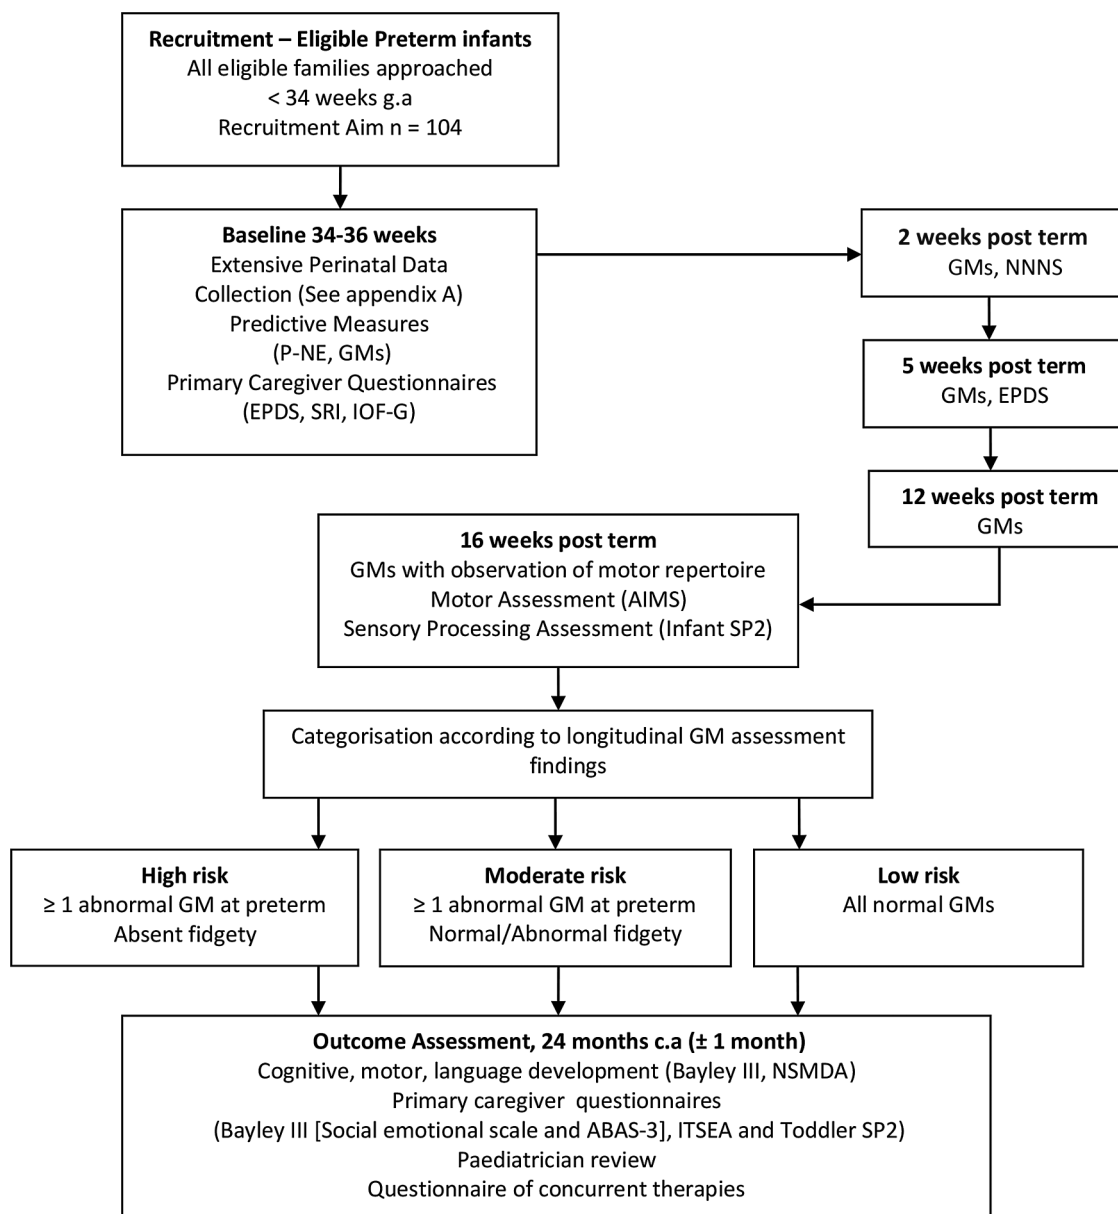 Recruitment – Eligible Preterm infants
All eligible families approached
< 34 weeks g.a
Recruitment Aim n = 104
Baseline 34-36 weeks
Extensive Perinatal Data
Collection (See appendix A)
Predictive Measures
(P-NE, GMs)
Primary Caregiver Questionnaires
(EPDS, SRI, IOF-G)
2 weeks post term
GMs, NNNS
5 weeks post term
GMs, EPDS
12 weeks post term
GMs
16 weeks post term
GMs with observation of motor repertoire
Motor Assessment (AIMS)
Sensory Processing Assessment (Infant SP2)
Categorisation according to longitudinal GM assessment
findings
High risk
≥ 1 abnormal GM at preterm
Absent fidgety
Moderate risk
≥ 1 abnormal GM at preterm
Normal/Abnormal fidgety
Low risk
All normal GMs
Outcome Assessment, 24 months c.a (± 1 month)
Cognitive, motor, language development (Bayley III, NSMDA)
Primary caregiver questionnaires
(Bayley III [Social emotional scale and ABAS-3], ITSEA and Toddler SP2)
Paediatrician review
Questionnaire of concurrent therapies